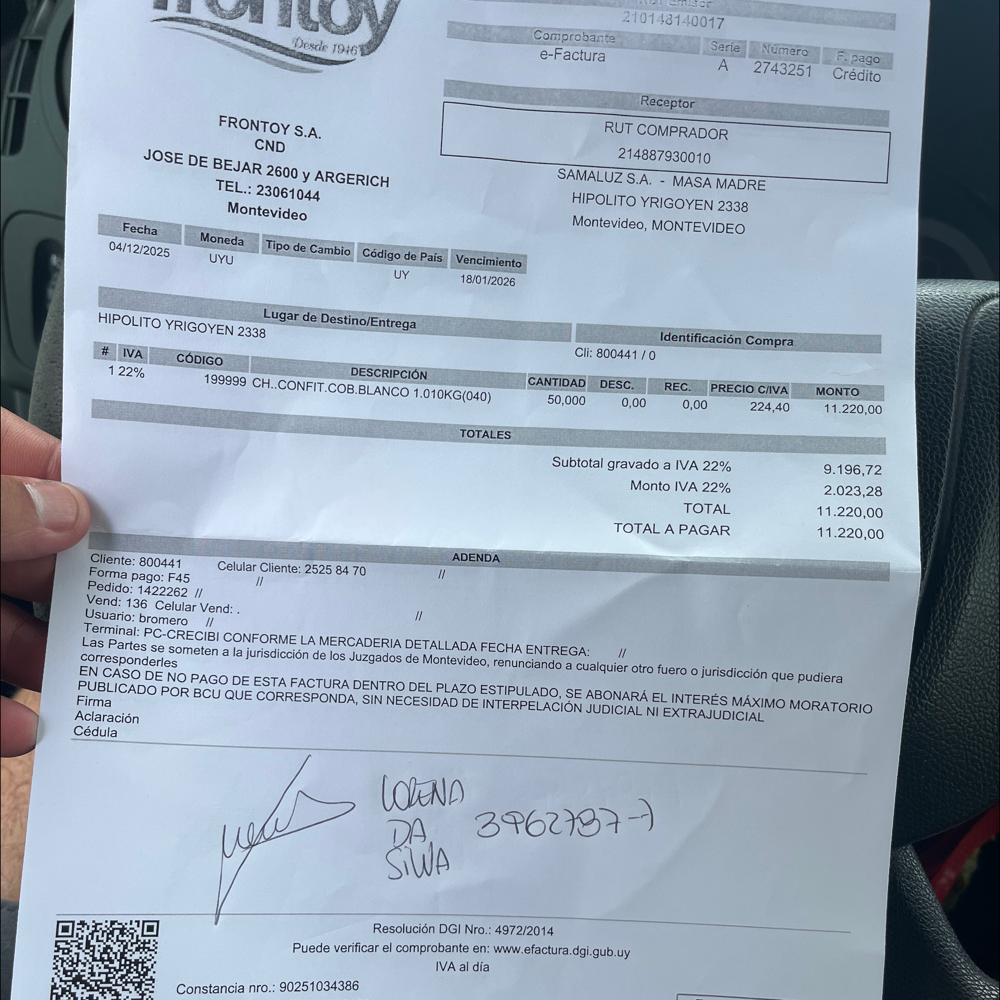 frontoy
Desde 1946
RUT Emisor
210148140017
Comprobante Serie Número F. pago
e-Factura A 2743251 Crédito
Receptor
RUT COMPRADOR
214887930010
SAMALUZ S.A. - MASA MADRE
HIPOLITO YRIGOYEN 2338
Montevideo, MONTEVIDEO
FRONTOY S.A.
CND
JOSE DE BEJAR 2600 y ARGERICH
TEL.: 23061044
Montevideo
Fecha Moneda Tipo de Cambio Código de País Vencimiento
04/12/2025 UYU UY 18/01/2026
Lugar de Destino/Entrega Identificación Compra
HIPOLITO YRIGOYEN 2338 Cli: 800441 / 0
# IVA CÓDIGO DESCRIPCIÓN CANTIDAD DESC. REC. PRECIO C/IVA MONTO
1 22% 199999 CH..CONFIT.COB.BLANCO 1.010KG(040) 50,000 0,00 0,00 224,40 11.220,00
TOTALES
Subtotal gravado a IVA 22% 9.196,72
Monto IVA 22% 2.023,28
TOTAL 11.220,00
TOTAL A PAGAR 11.220,00
ADENDA
Cliente: 800441 Celular Cliente: 2525 84 70 //
Forma pago: F45 //
Pedido: 1422262 //
Vend: 136 Celular Vend: . //
Usuario: bromero //
Terminal: PC-CRECIBI CONFORME LA MERCADERIA DETALLADA FECHA ENTREGA: //
Las Partes se someten a la jurisdicción de los Juzgados de Montevideo, renunciando a cualquier otro fuero o jurisdicción que pudiera
corresponderles
EN CASO DE NO PAGO DE ESTA FACTURA DENTRO DEL PLAZO ESTIPULADO, SE ABONARÁ EL INTERÉS MÁXIMO MORATORIO
PUBLICADO POR BCU QUE CORRESPONDA, SIN NECESIDAD DE INTERPELACIÓN JUDICIAL NI EXTRAJUDICIAL
Firma
Aclaración
Cédula
LORENA
DA 3962787-7
SILVA
Resolución DGI Nro.: 4972/2014
Puede verificar el comprobante en: www.efactura.dgi.gub.uy
IVA al día
Constancia nro.: 90251034386